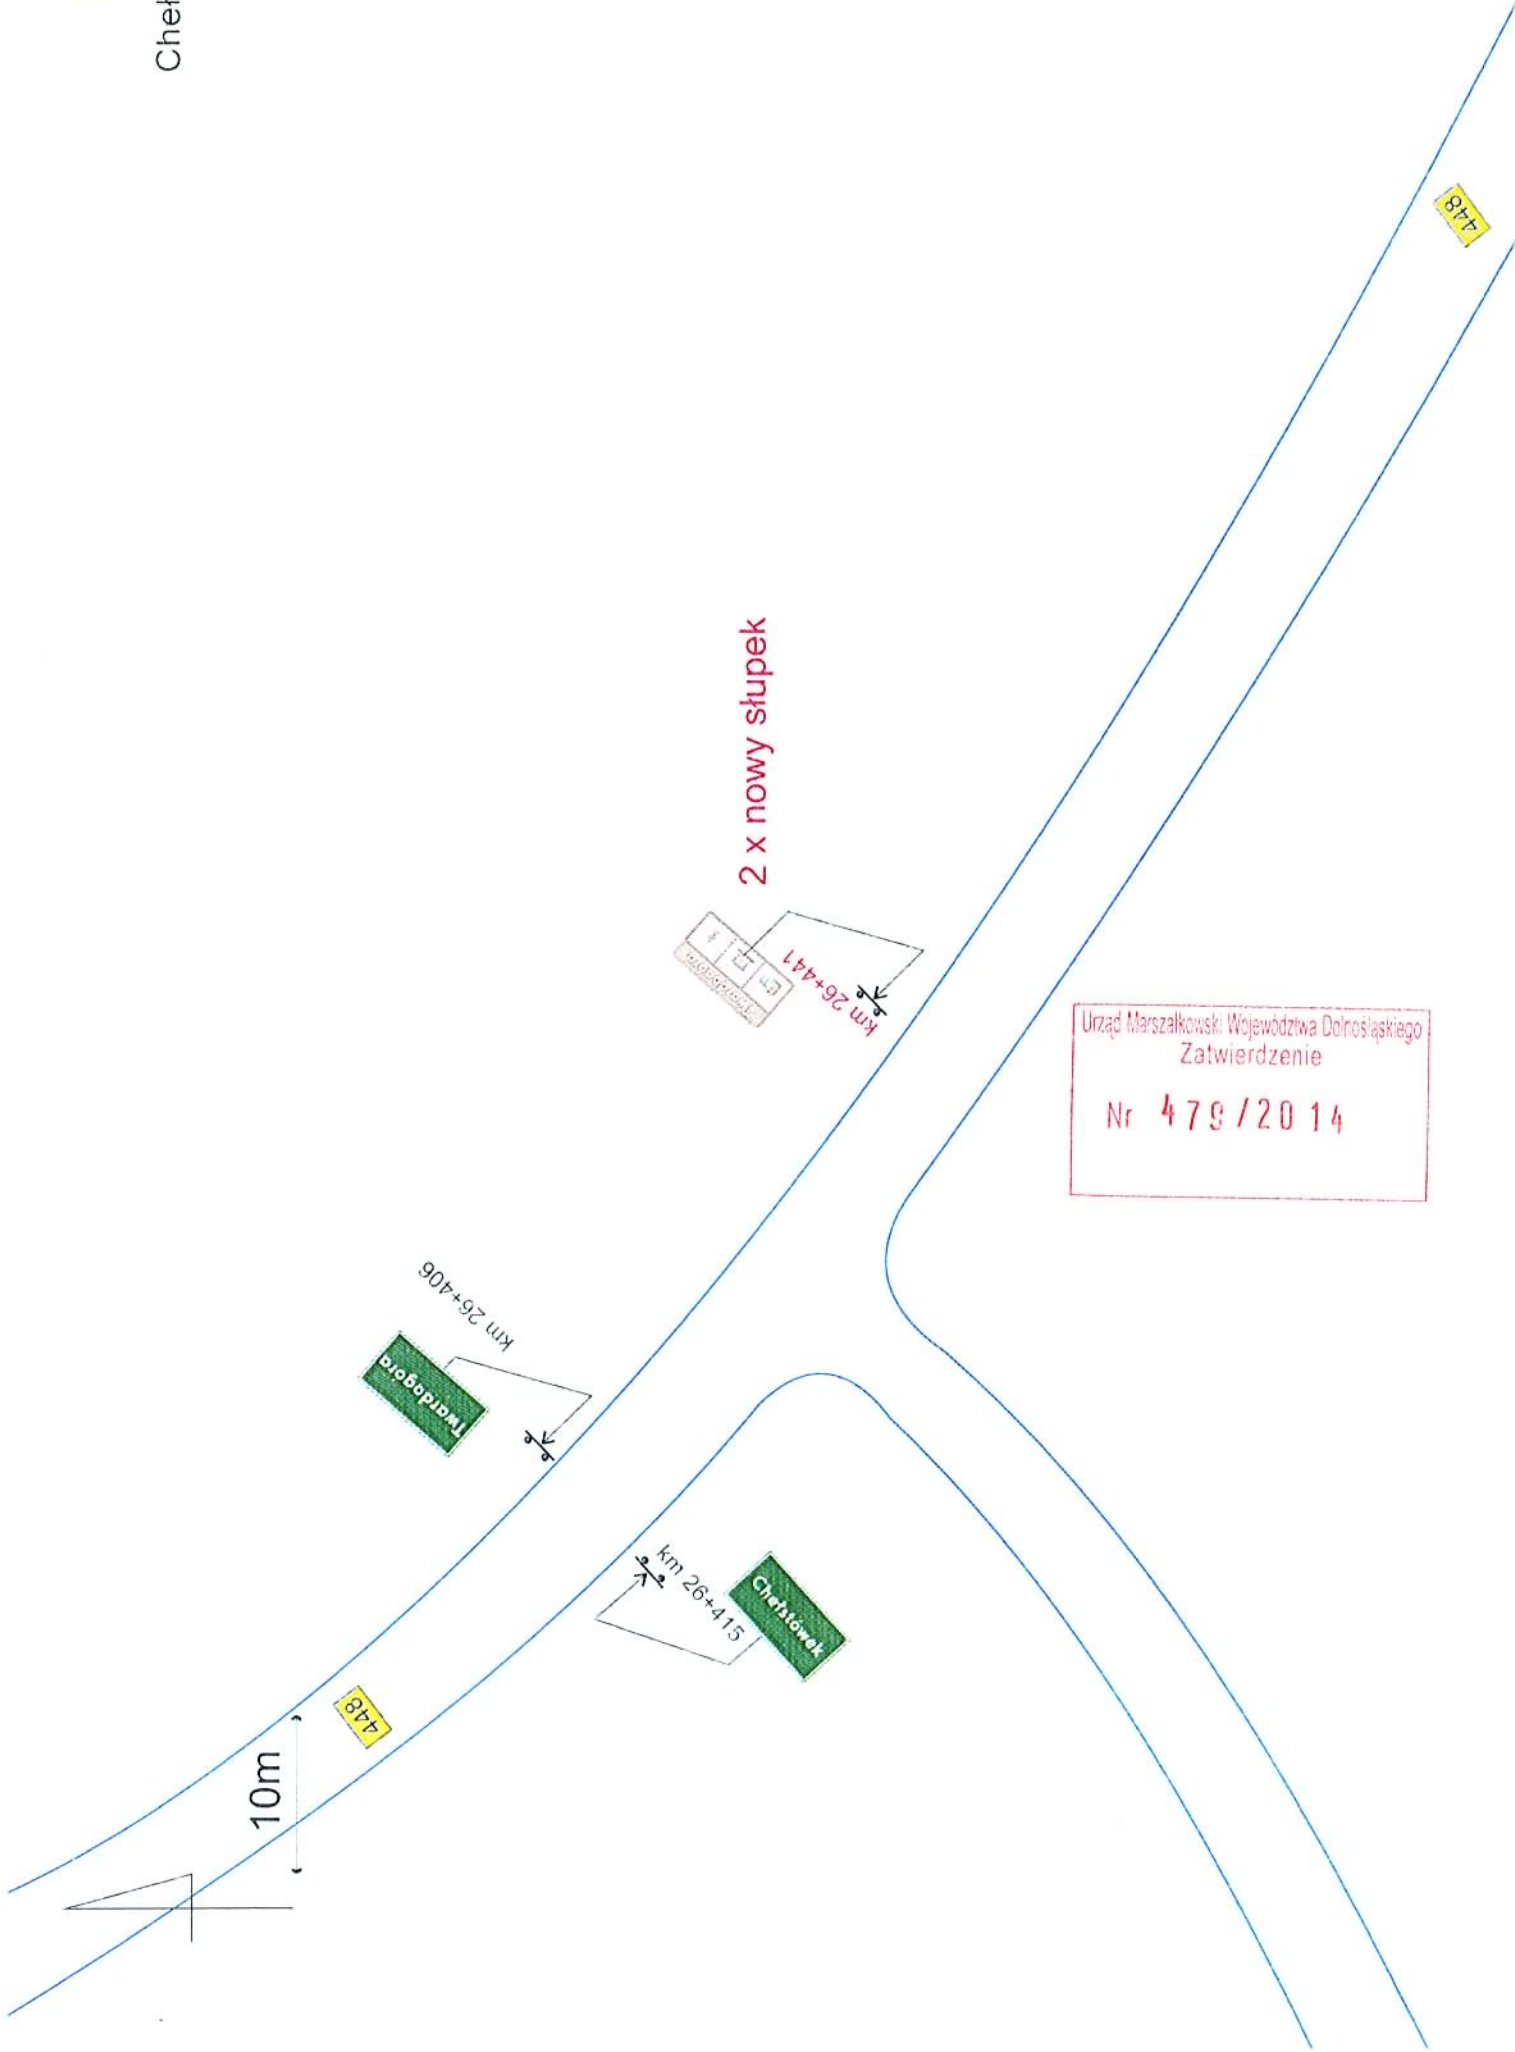 Cheł
448
2 x nowy słupek
Twardogóra
km 26+441
Urząd Marszałkowski Województwa Dolnośląskiego
Zatwierdzenie
Nr 479/2014
km 26+406
Twardogóra
km 26+415
Chełstówek
448
10m